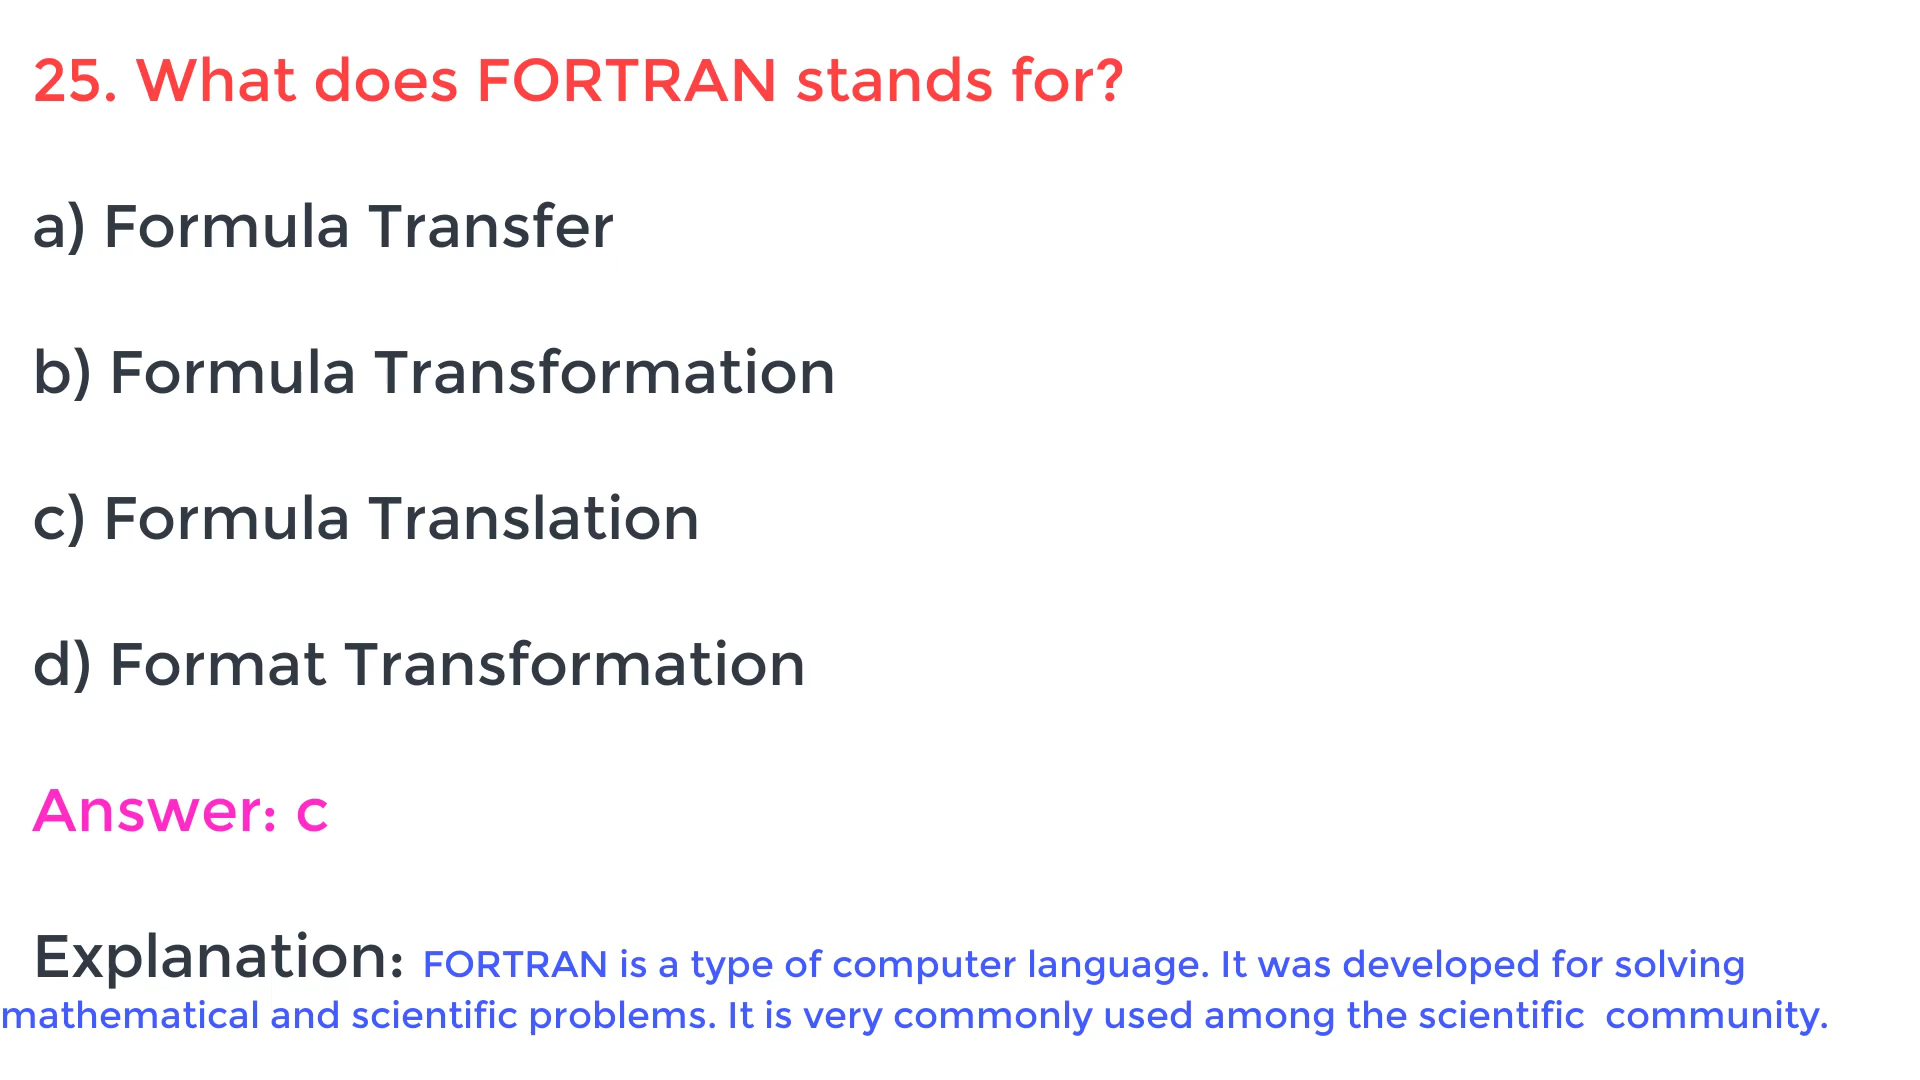 25. What does FORTRAN stands for?
a) Formula Transfer
b) Formula Transformation
c) Formula Translation
d) Format Transformation
Answer: c
Explanation: FORTRAN is a type of computer language. It was developed for solving
mathematical and scientific problems. It is very commonly used among the scientific  community.